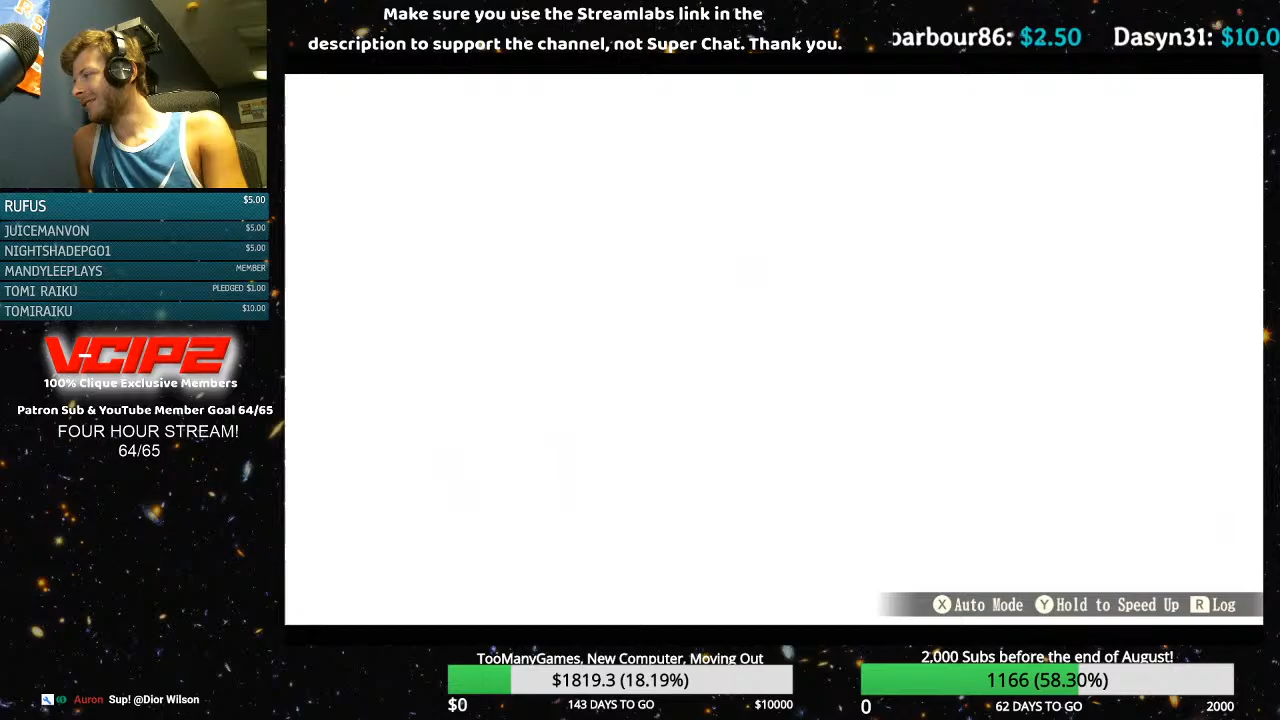 Make sure you use the Streamlabs link in the
description to support the channel, not Super Chat. Thank you.
barbour86: $2.50 Dasyn31: $10.0
RUFUS $5.00
JUICEMANVON $5.00
NIGHTSHADEPGO1 $5.00
MANDYLEEPLAYS MEMBER
TOMI RAIKU PLEDGED $1.00
TOMIRAIKU $10.00
V-CIPZ
100% Clique Exclusive Members
Patron Sub & YouTube Member Goal 64/65
FOUR HOUR STREAM!
64/65
X Auto Mode Y Hold to Speed Up R Log
TooManyGames, New Computer, Moving Out
$1819.3 (18.19%)
$0 143 DAYS TO GO $10000
2,000 Subs before the end of August!
1166 (58.30%)
0 62 DAYS TO GO 2000
Auron Sup! @Dior Wilson